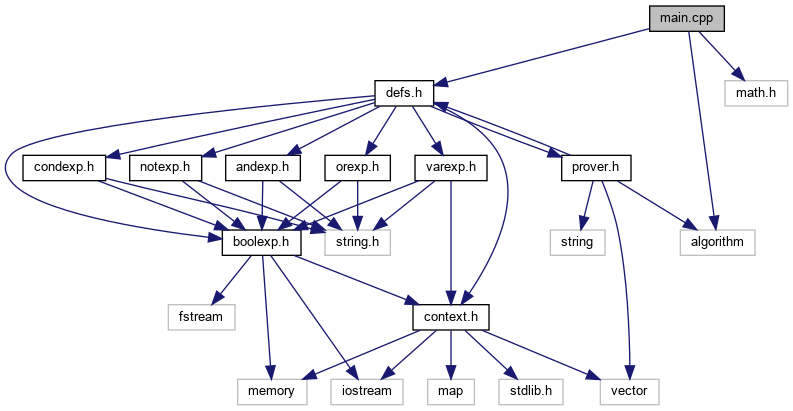 main.cpp
defs.h
math.h
condexp.h
notexp.h
andexp.h
orexp.h
varexp.h
prover.h
boolexp.h
string.h
string
algorithm
fstream
context.h
memory
iostream
map
stdlib.h
vector